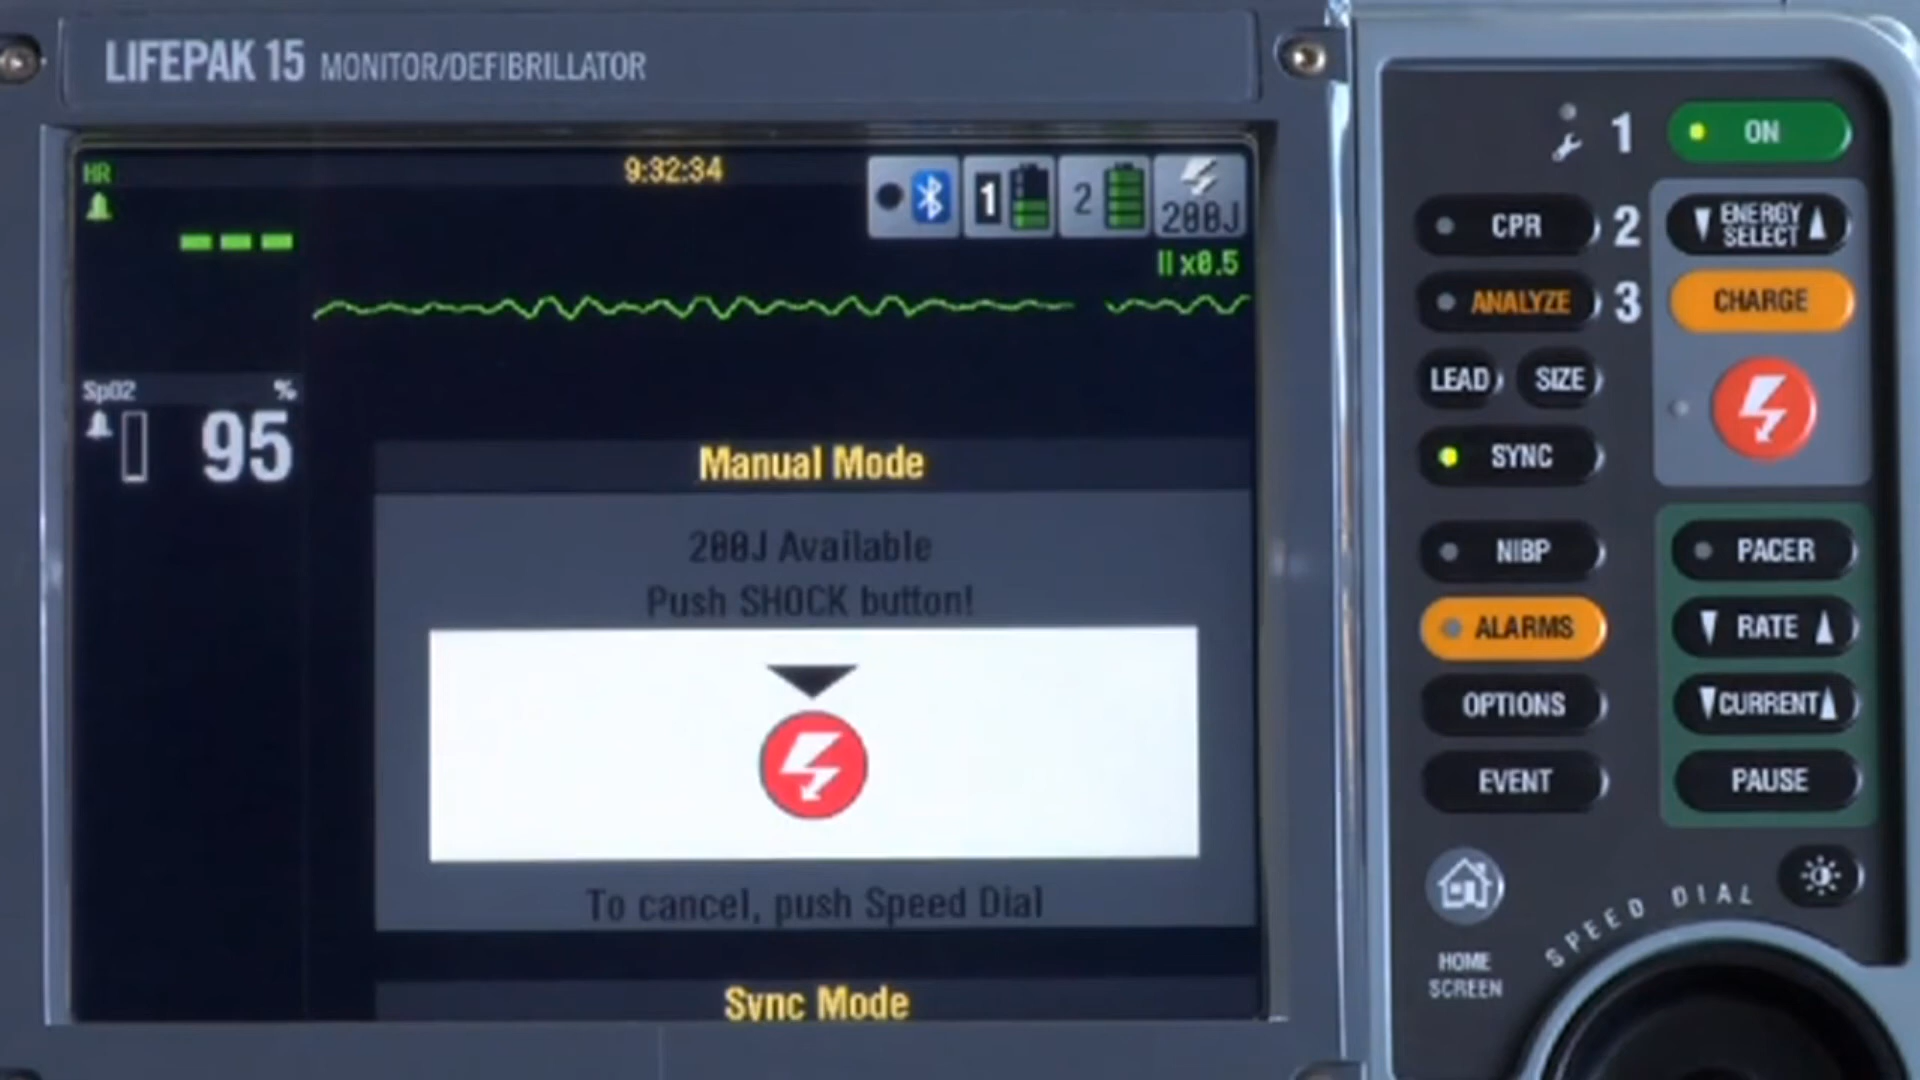 LIFEPAK 15 MONITOR/DEFIBRILLATOR
HR
9:32:34
1
2
200J
II x0.5
---
SpO2 %
95
Manual Mode
200J Available
Push SHOCK button!
To cancel, push Speed Dial
Sync Mode
1 ON
CPR 2 ENERGY SELECT
ANALYZE 3 CHARGE
LEAD SIZE
SYNC
NIBP PACER
ALARMS RATE
OPTIONS CURRENT
EVENT PAUSE
SPEED DIAL
HOME
SCREEN